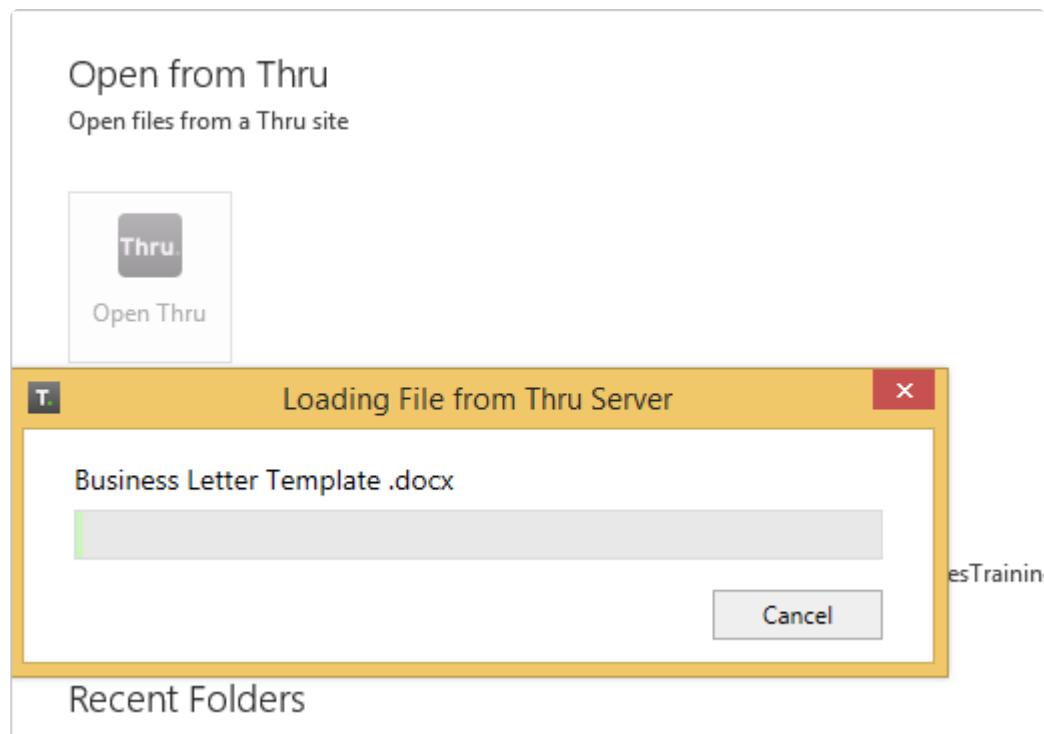 Open from Thru
Open files from a Thru site
Thru.
Open Thru
T.
Loading File from Thru Server
Business Letter Template .docx
esTrainin
Cancel
Recent Folders